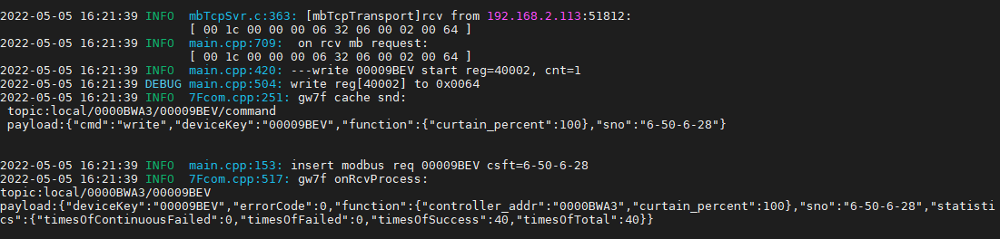 2022-05-05 16:21:39 INFO  mbTcpSvr.c:363: [mbTcpTransport]rcv from 192.168.2.113:51812:
[ 00 1c 00 00 00 06 32 06 00 02 00 64 ]
2022-05-05 16:21:39 INFO  main.cpp:709:  on rcv mb request:
[ 00 1c 00 00 00 06 32 06 00 02 00 64 ]
2022-05-05 16:21:39 INFO  main.cpp:420: ---write 00009BEV start reg=40002, cnt=1
2022-05-05 16:21:39 DEBUG main.cpp:504: write reg[40002] to 0x0064
2022-05-05 16:21:39 INFO  7Fcom.cpp:251: gw7f cache snd:
topic:local/0000BWA3/00009BEV/command
payload:{"cmd":"write","deviceKey":"00009BEV","function":{"curtain_percent":100},"sno":"6-50-6-28"}
2022-05-05 16:21:39 INFO  main.cpp:153: insert modbus req 00009BEV csft=6-50-6-28
2022-05-05 16:21:39 INFO  7Fcom.cpp:517: gw7f onRcvProcess:
topic:local/0000BWA3/00009BEV
payload:{"deviceKey":"00009BEV","errorCode":0,"function":{"controller_addr":"0000BWA3","curtain_percent":100},"sno":"6-50-6-28","statisti
cs":{"timesOfContinuousFailed":0,"timesOfFailed":0,"timesOfSuccess":40,"timesOfTotal":40}}